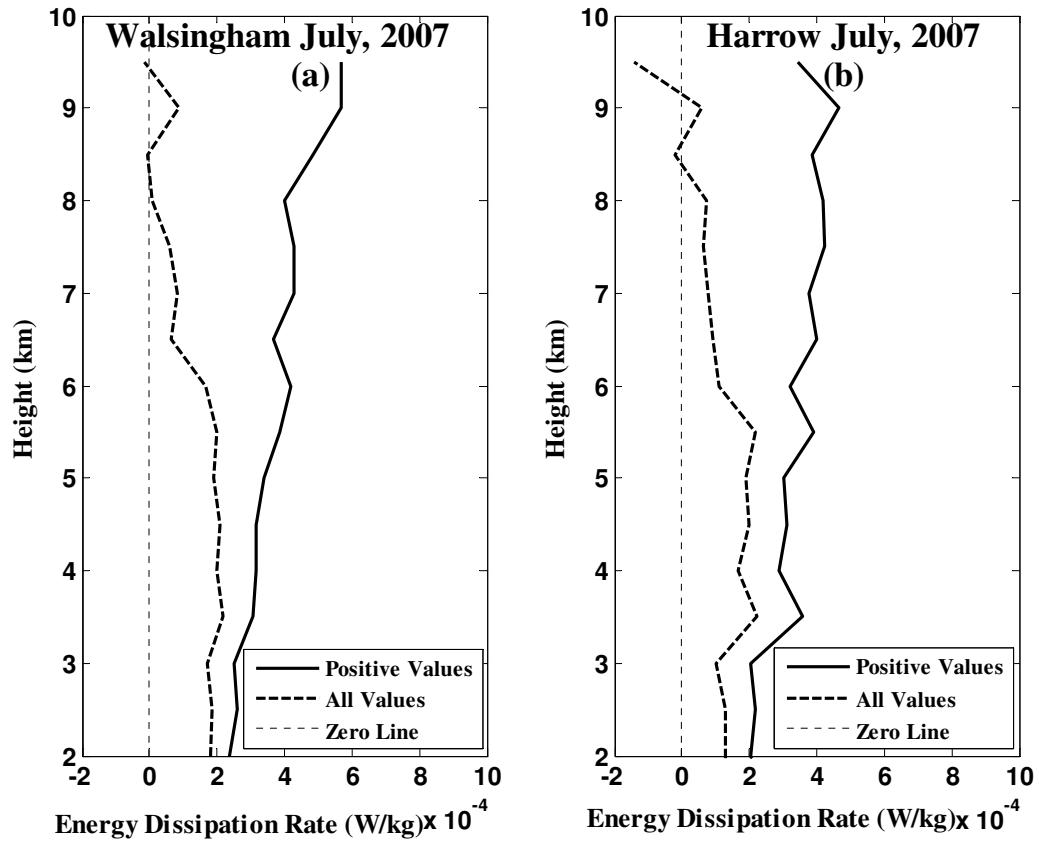 Walsingham July, 2007
(a)
10
9
8
7
6
5
4
3
2
Height (km)
-2 0 2 4 6 8 10
Energy Dissipation Rate (W/kg) x 10^-4
Positive Values
All Values
Zero Line
Harrow July, 2007
(b)
10
9
8
7
6
5
4
3
2
Height (km)
-2 0 2 4 6 8 10
Energy Dissipation Rate (W/kg) x 10^-4
Positive Values
All Values
Zero Line